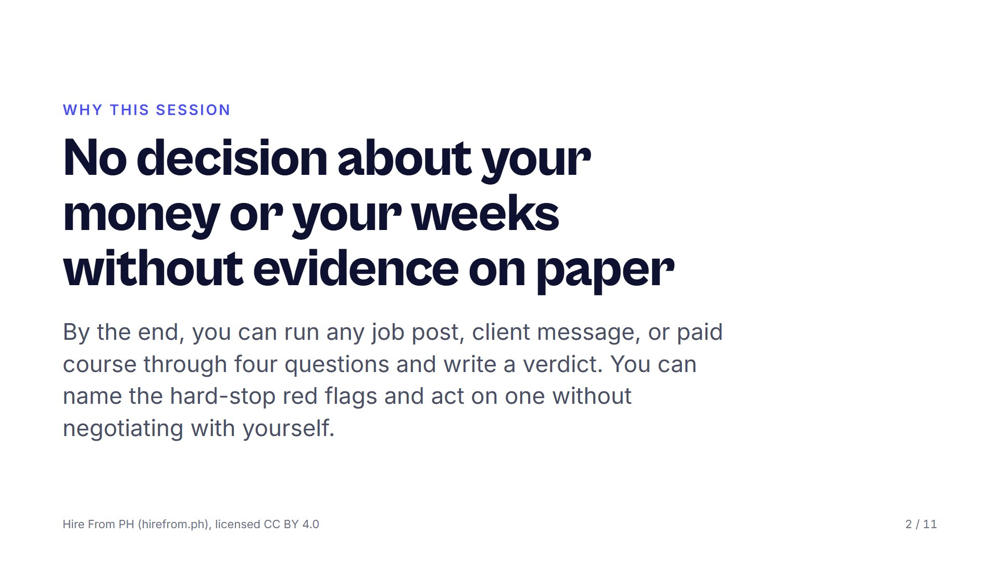 WHY THIS SESSION
No decision about your
money or your weeks
without evidence on paper
By the end, you can run any job post, client message, or paid
course through four questions and write a verdict. You can
name the hard-stop red flags and act on one without
negotiating with yourself.
Hire From PH (hirefrom.ph), licensed CC BY 4.0
2 / 11